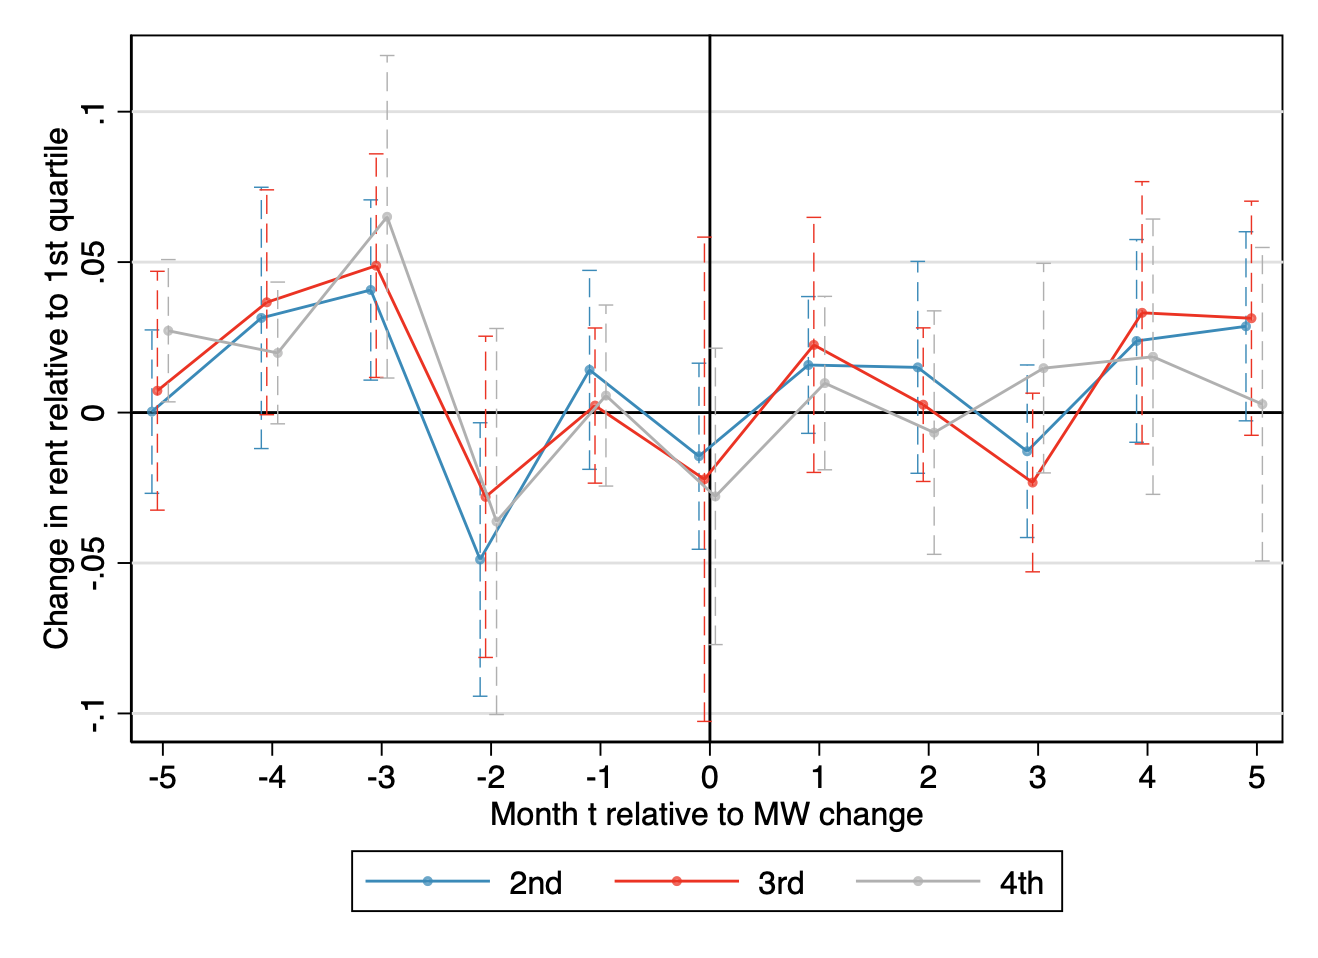 Change in rent relative to 1st quartile
.1
.05
0
-.05
-.1
-5 -4 -3 -2 -1 0 1 2 3 4 5
Month t relative to MW change
2nd 3rd 4th